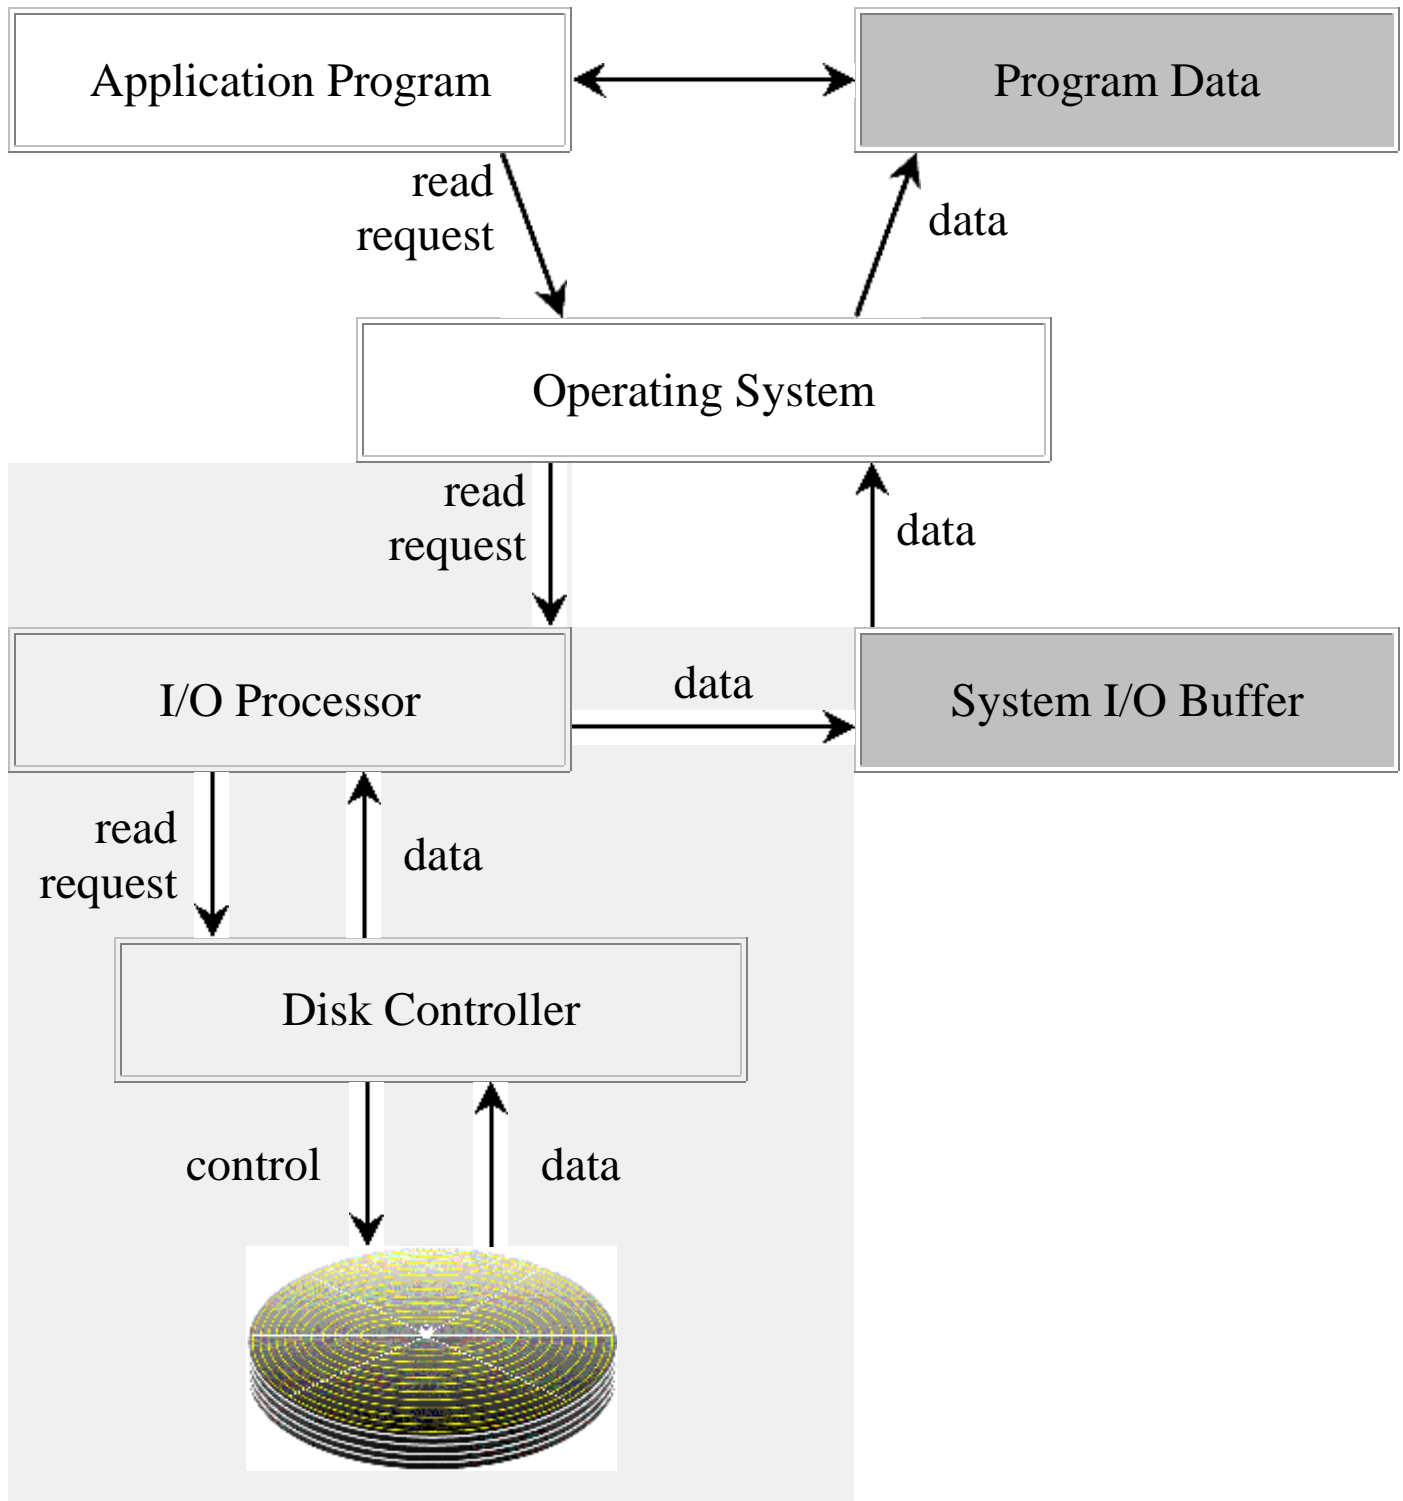 Application Program
Program Data
read
request
data
Operating System
read
request
data
I/O Processor
data
System I/O Buffer
read
request
data
Disk Controller
control
data